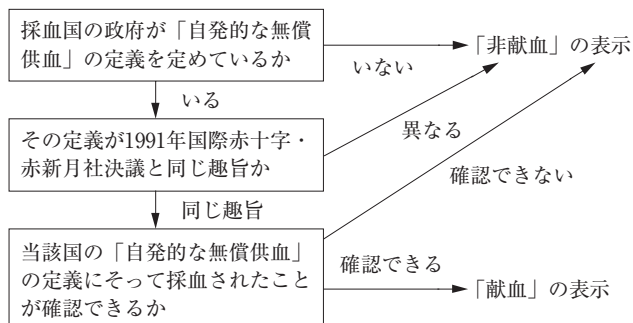 採血国の政府が「自発的な無償
供血」の定義を定めているか
いない
「非献血」の表示
いる
その定義が1991年国際赤十字・
赤新月社決議と同じ趣旨か
異なる
確認できない
同じ趣旨
当該国の「自発的な無償供血」
の定義にそって採血されたこと
が確認できるか
確認できる
「献血」の表示